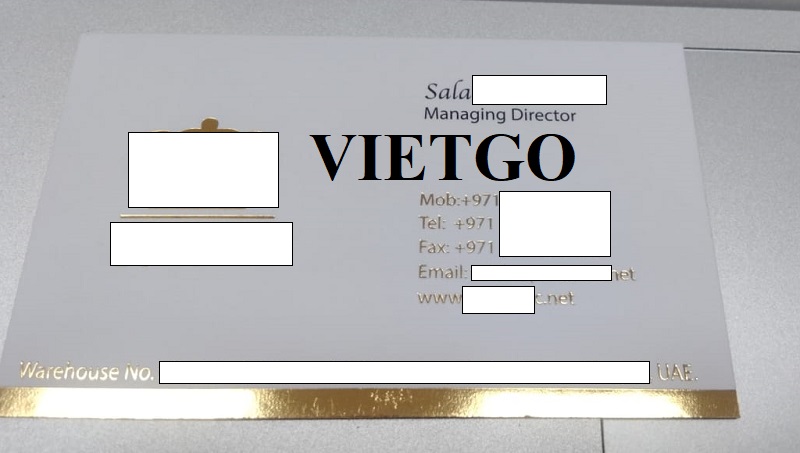 Sala
Managing Director
VIETGO
Mob:+971
Tel: +971
Fax: +971
Email: net
www c.net
Warehouse No. UAE.